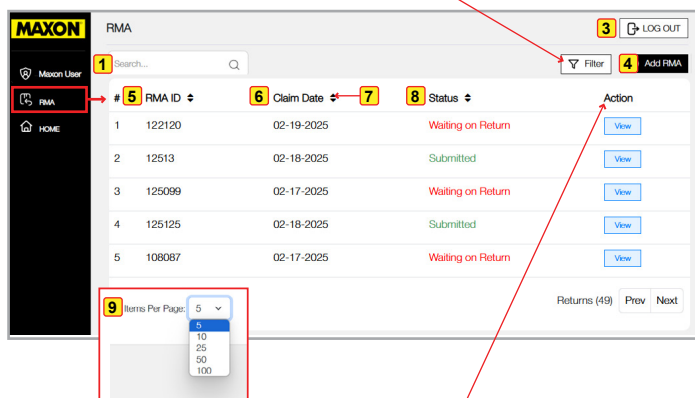 MAXON
RMA
3 LOG OUT
1 Search...
Filter
4 Add RMA
Maxon User
RMA
HOME
# 5 RMA ID 6 Claim Date 7 8 Status Action
1 122120 02-19-2025 Waiting on Return View
2 12513 02-18-2025 Submitted View
3 125099 02-17-2025 Waiting on Return View
4 125125 02-18-2025 Submitted View
5 108087 02-17-2025 Waiting on Return View
9 Items Per Page: 5
5
10
25
50
100
Returns (49) Prev Next